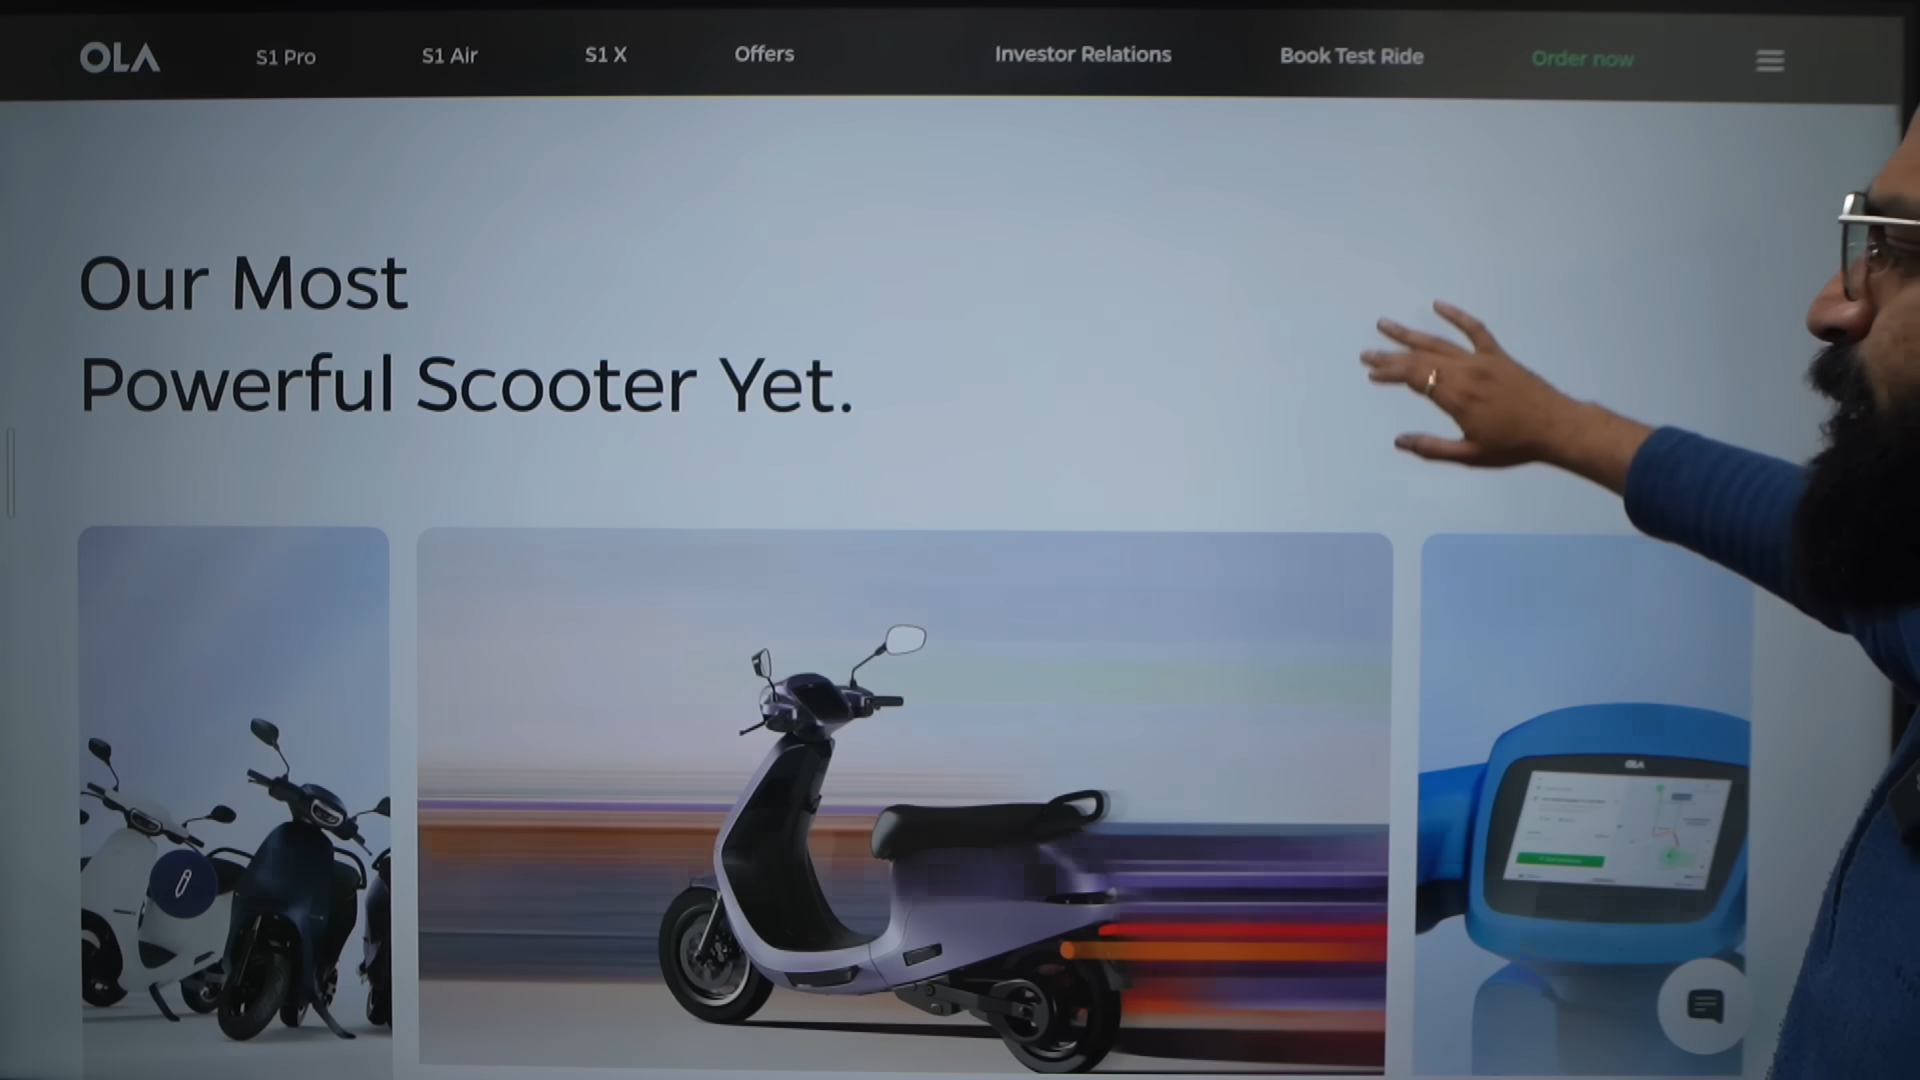 OLA S1 Pro S1 Air S1 X Offers Investor Relations Book Test Ride Order now
Our Most
Powerful Scooter Yet.
OLA